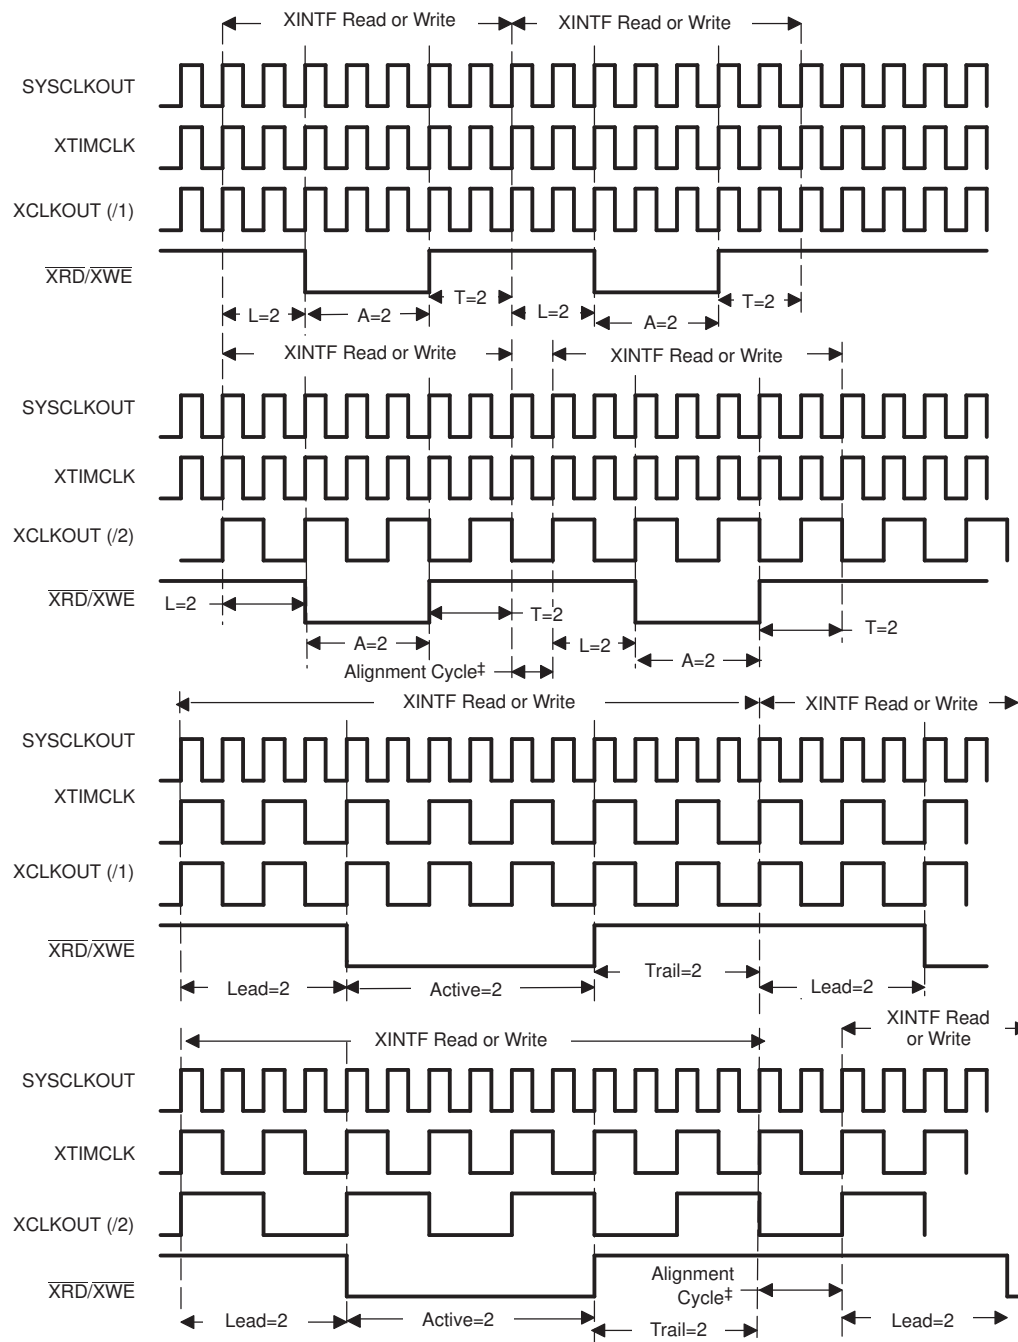 XINTF Read or Write XINTF Read or Write
SYSCLKOUT
XTIMCLK
XCLKOUT (/1)
XRD/XWE
L=2 A=2 T=2 L=2 A=2 T=2
XINTF Read or Write XINTF Read or Write
SYSCLKOUT
XTIMCLK
XCLKOUT (/2)
XRD/XWE
L=2 T=2 T=2
A=2 L=2 A=2
Alignment Cycle‡
XINTF Read or Write XINTF Read or Write
SYSCLKOUT
XTIMCLK
XCLKOUT (/1)
XRD/XWE
Lead=2 Active=2 Trail=2 Lead=2
XINTF Read or Write
XINTF Read
or Write
SYSCLKOUT
XTIMCLK
XCLKOUT (/2)
XRD/XWE
Alignment
Cycle‡
Lead=2 Active=2 Trail=2 Lead=2